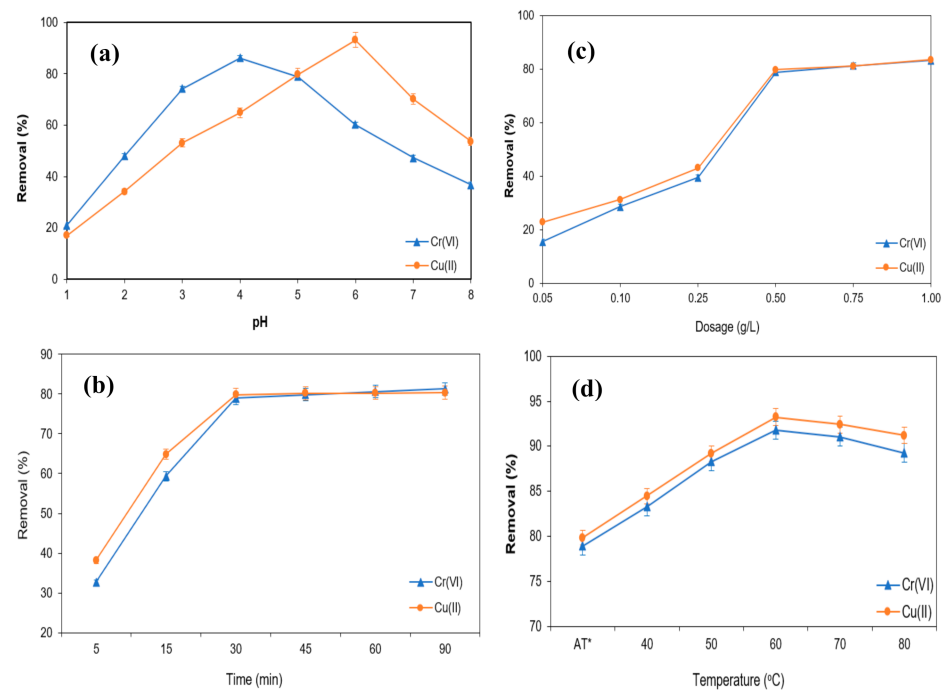 (a)
Removal (%)
100
80
60
40
20
0
Cr(VI)
Cu(II)
1 2 3 4 5 6 7 8
pH
(c)
Removal (%)
100
80
60
40
20
0
Cr(VI)
Cu(II)
0.05 0.10 0.25 0.50 0.75 1.00
Dosage (g/L)
(b)
Removal (%)
90
80
70
60
50
40
30
20
Cr(VI)
Cu(II)
5 15 30 45 60 90
Time (min)
(d)
Removal (%)
100
95
90
85
80
75
70
Cr(VI)
Cu(II)
AT* 40 50 60 70 80
Temperature (ºC)